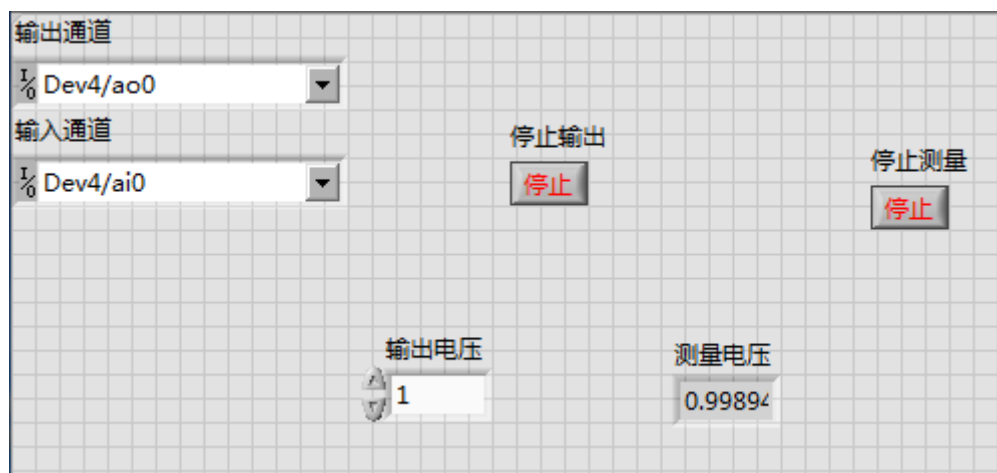 输出通道
I/O Dev4/ao0
输入通道
I/O Dev4/ai0
停止输出
停止
停止测量
停止
输出电压
1
测量电压
0.99894